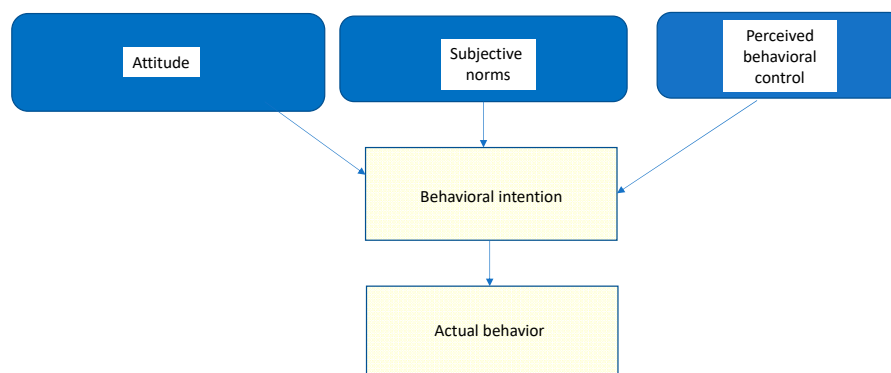 Attitude
Subjective
norms
Perceived
behavioral
control
Behavioral intention
Actual behavior